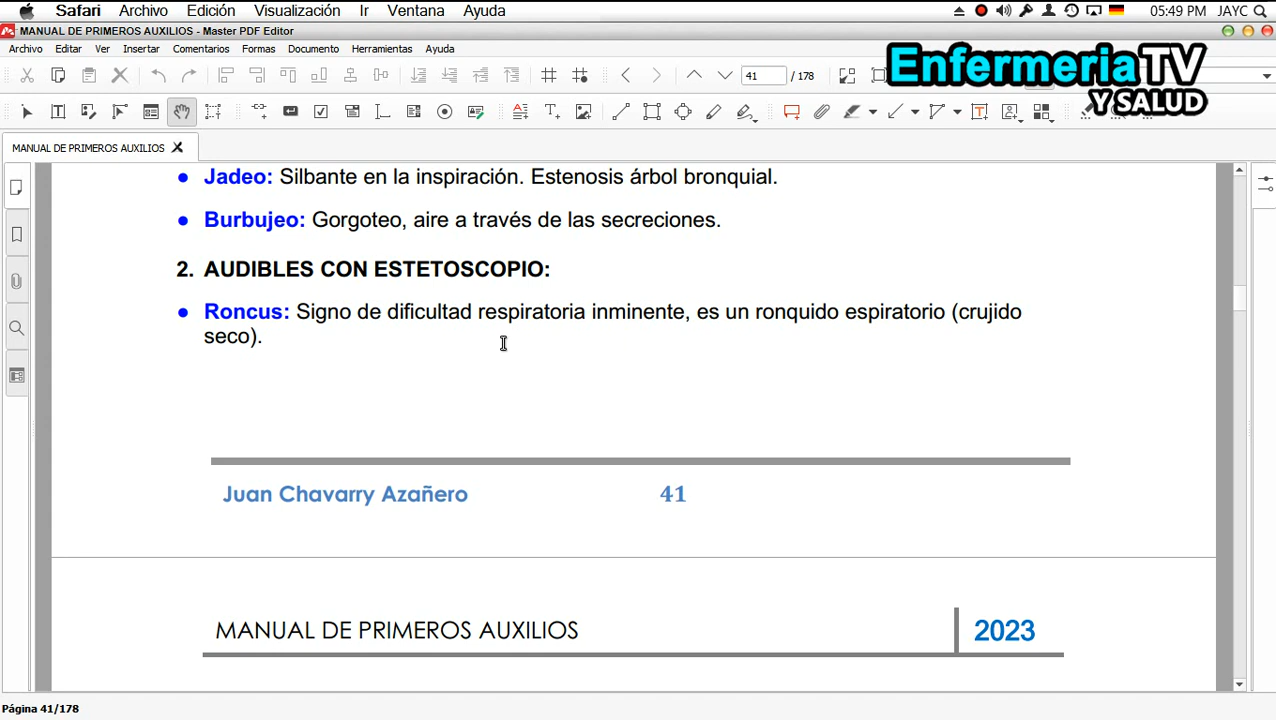 Safari Archivo Edición Visualización Ir Ventana Ayuda 05:49 PM JAYC
MANUAL DE PRIMEROS AUXILIOS - Master PDF Editor
Archivo Editar Ver Insertar Comentarios Formas Documento Herramientas Ayuda
EnfermeriaTV
Y SALUD
41 / 178
MANUAL DE PRIMEROS AUXILIOS
● Jadeo: Silbante en la inspiración. Estenosis árbol bronquial.
● Burbujeo: Gorgoteo, aire a través de las secreciones.
2. AUDIBLES CON ESTETOSCOPIO:
● Roncus: Signo de dificultad respiratoria inminente, es un ronquido espiratorio (crujido
seco).
Juan Chavarry Azañero 41
MANUAL DE PRIMEROS AUXILIOS 2023
Página 41/178